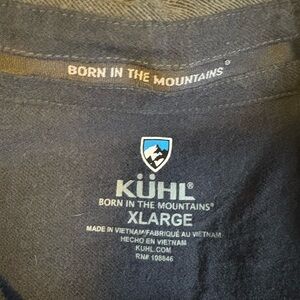 BORN IN THE MOUNTAINS®
KÜHL®
BORN IN THE MOUNTAINS®
XLARGE
MADE IN VIETNAM/FABRIQUÉ AU VIETNAM
HECHO EN VIETNAM
KUHL.COM
RN# 108846